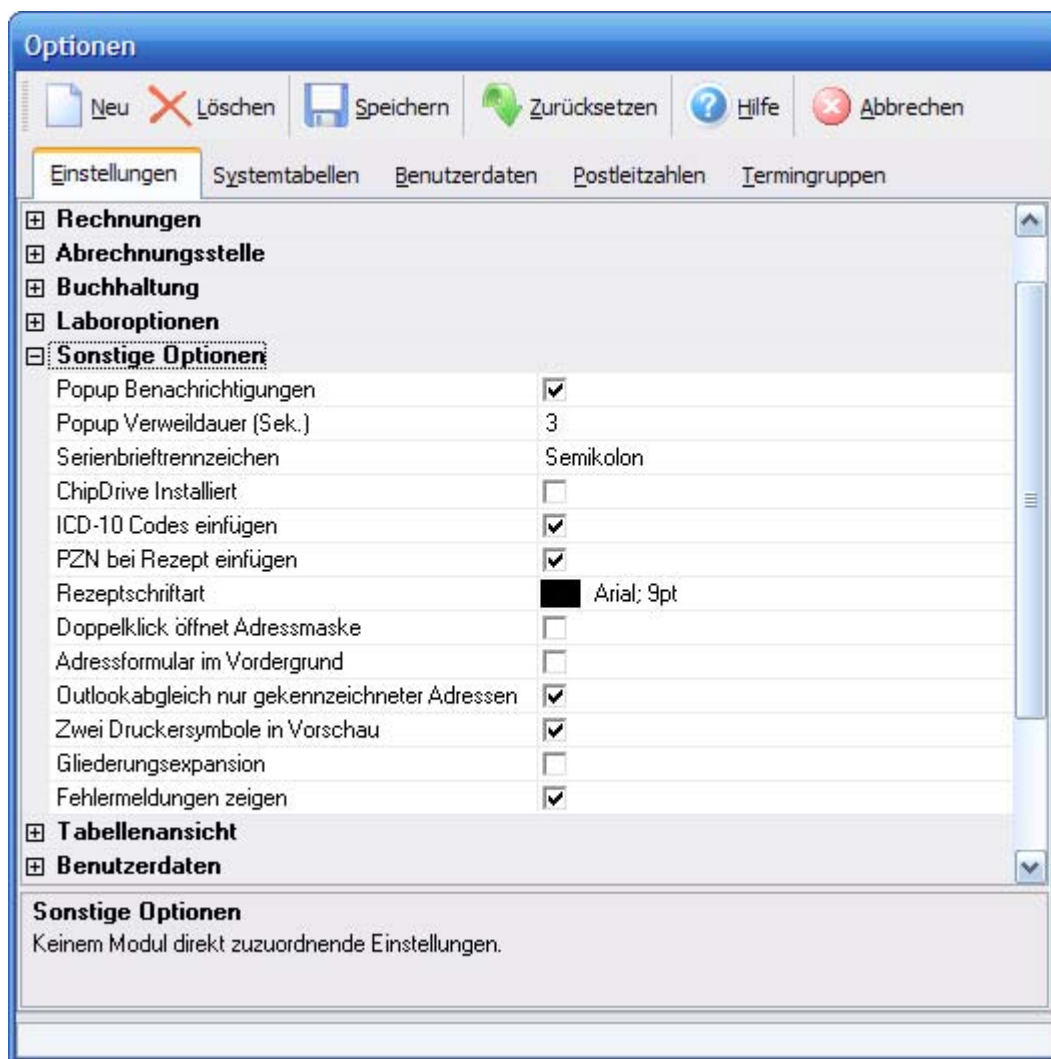 Optionen
Neu Löschen Speichern Zurücksetzen Hilfe Abbrechen
Einstellungen Systemtabellen Benutzerdaten Postleitzahlen Termingruppen
Rechnungen
Abrechnungsstelle
Buchhaltung
Laboroptionen
Sonstige Optionen
Popup Benachrichtigungen
Popup Verweildauer (Sek.) 3
Serienbrieftrennzeichen Semikolon
ChipDrive Installiert
ICD-10 Codes einfügen
PZN bei Rezept einfügen
Rezeptschriftart Arial; 9pt
Doppelklick öffnet Adressmaske
Adressformular im Vordergrund
Outlookabgleich nur gekennzeichneter Adressen
Zwei Druckersymbole in Vorschau
Gliederungsexpansion
Fehlermeldungen zeigen
Tabellenansicht
Benutzerdaten
Sonstige Optionen
Keinem Modul direkt zuzuordnende Einstellungen.